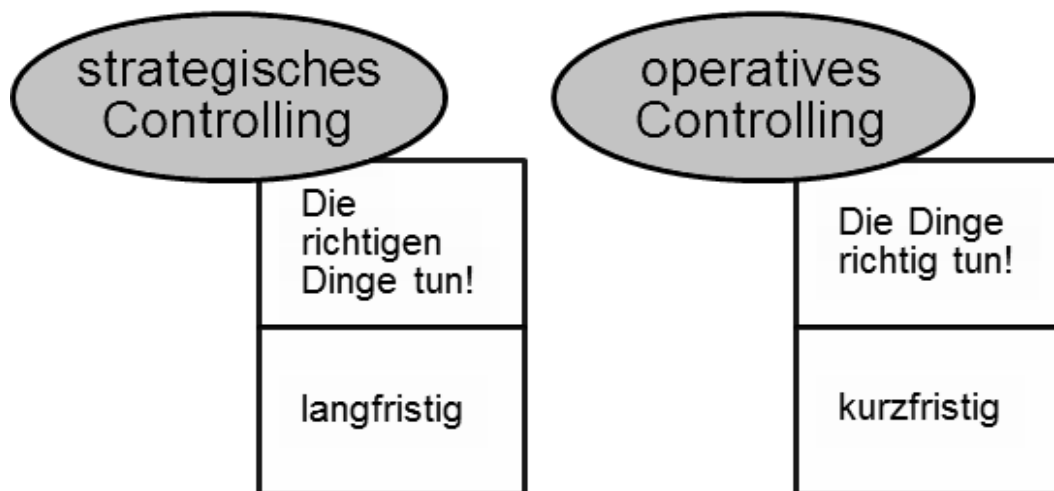 strategisches
Controlling
Die
richtigen
Dinge tun!
langfristig
operatives
Controlling
Die Dinge
richtig tun!
kurzfristig